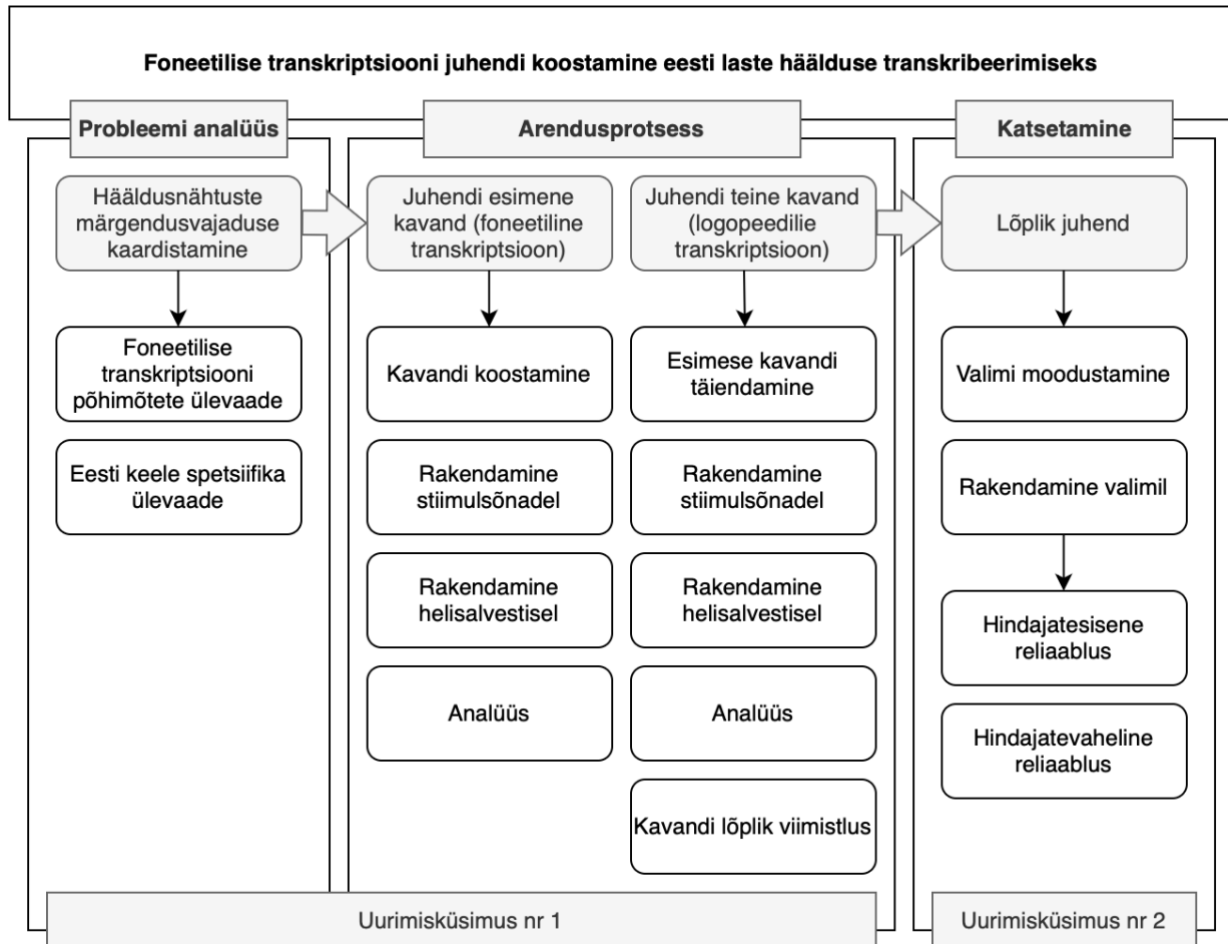 Foneetilise transkriptsiooni juhendi koostamine eesti laste häälduse transkribeerimiseks
Probleemi analüüs
Hääldusnähtuste
märgendusvajaduse
kaardistamine
Foneetilise
transkriptsiooni
põhimõtete ülevaade
Eesti keele spetsiifika
ülevaade
Arendusprotsess
Juhendi esimene
kavand (foneetiline
transkriptsioon)
Kavandi koostamine
Rakendamine
stiimulsõnadel
Rakendamine
helisalvestisel
Analüüs
Juhendi teine kavand
(logopeedilie
transkriptsioon)
Esimese kavandi
täiendamine
Rakendamine
stiimulsõnadel
Rakendamine
helisalvestisel
Analüüs
Kavandi lõplik viimistlus
Uurimisküsimus nr 1
Katsetamine
Lõplik juhend
Valimi moodustamine
Rakendamine valimil
Hindajatesisene
reliaablus
Hindajatevaheline
reliaablus
Uurimisküsimus nr 2